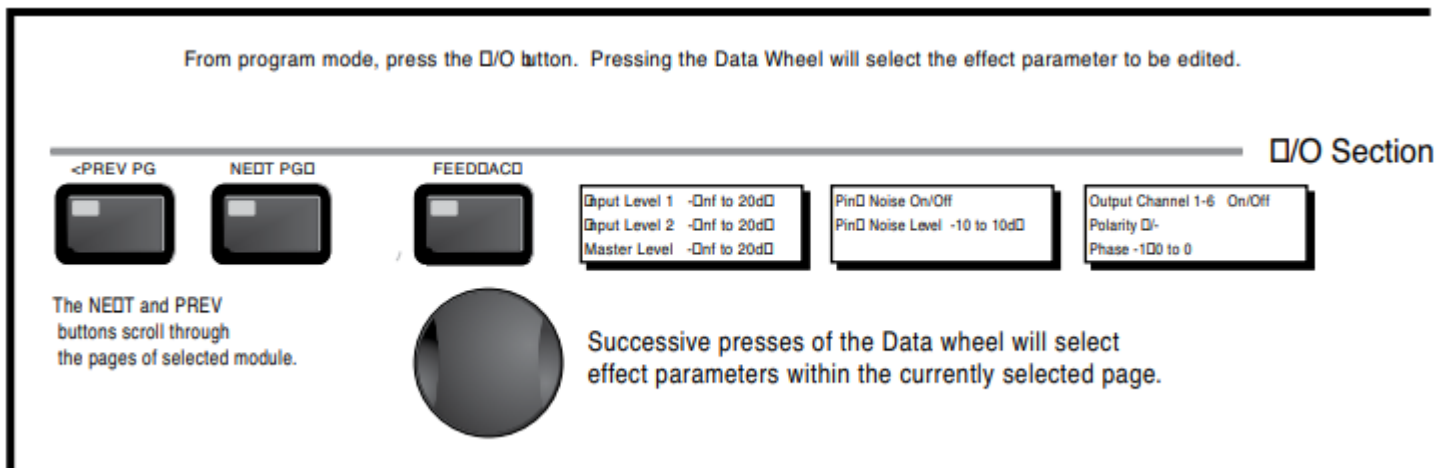 From program mode, press the □/O button. Pressing the Data Wheel will select the effect parameter to be edited.
□/O Section
<PREV PG
NE□T PG□
FEED□AC□
□nput Level 1 -□nf to 20d□
□nput Level 2 -□nf to 20d□
Master Level -□nf to 20d□
Pin□ Noise On/Off
Pin□ Noise Level -10 to 10d□
Output Channel 1-6 On/Off
Polarity □/-
Phase -1□0 to 0
The NE□T and PREV
buttons scroll through
the pages of selected module.
Successive presses of the Data wheel will select
effect parameters within the currently selected page.